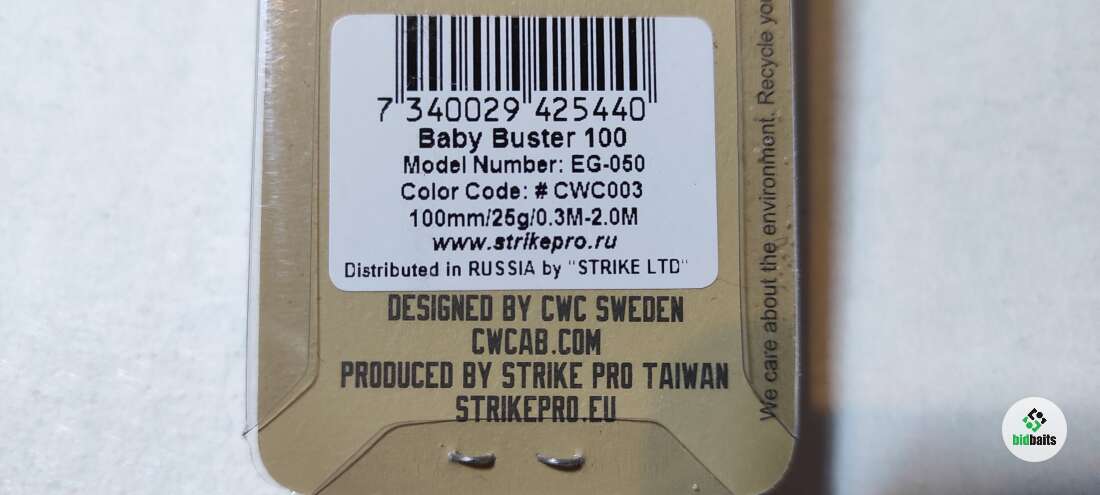 7 340029 425440
Baby Buster 100
Model Number: EG-050
Color Code: # CWC003
100mm/25g/0.3M-2.0M
www.strikepro.ru
Distributed in RUSSIA by "STRIKE LTD"
DESIGNED BY CWC SWEDEN
CWCAB.COM
PRODUCED BY STRIKE PRO TAIWAN
STRIKEPRO.EU
We care about the environment. Recycle
bidbaits